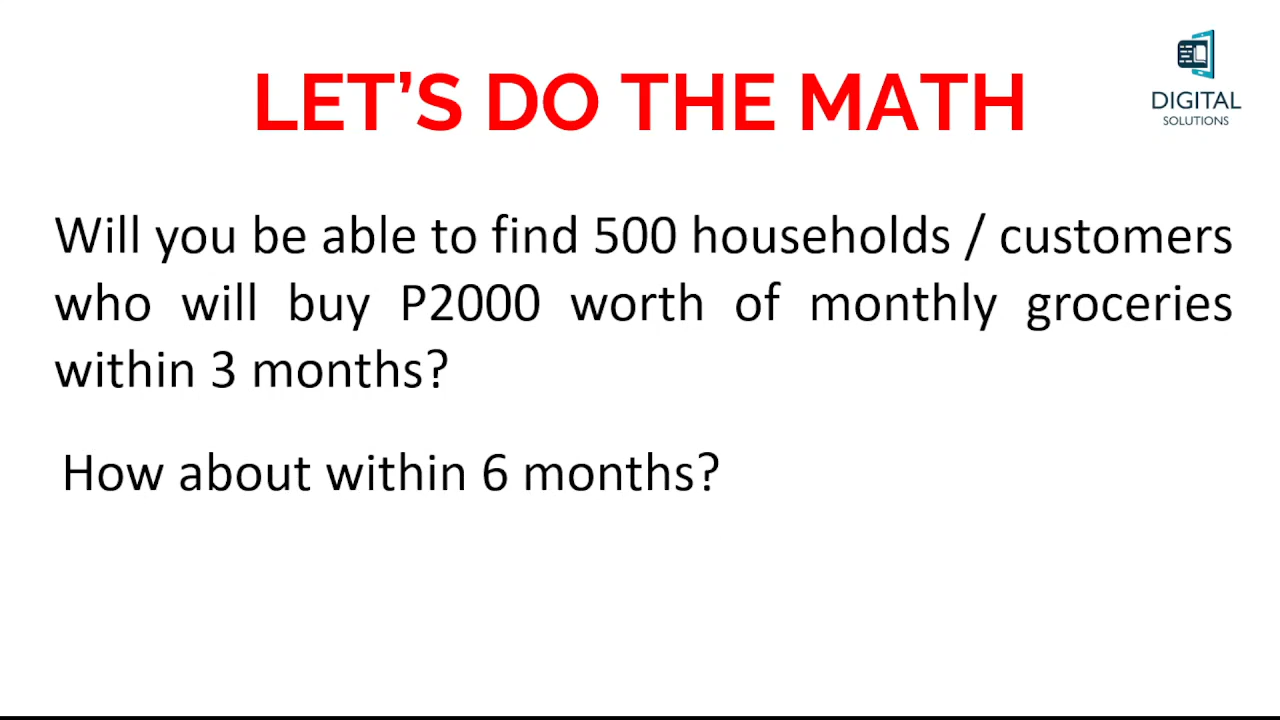 LET’S DO THE MATH
DIGITAL
SOLUTIONS
Will you be able to find 500 households / customers
who will buy P2000 worth of monthly groceries
within 3 months?
How about within 6 months?